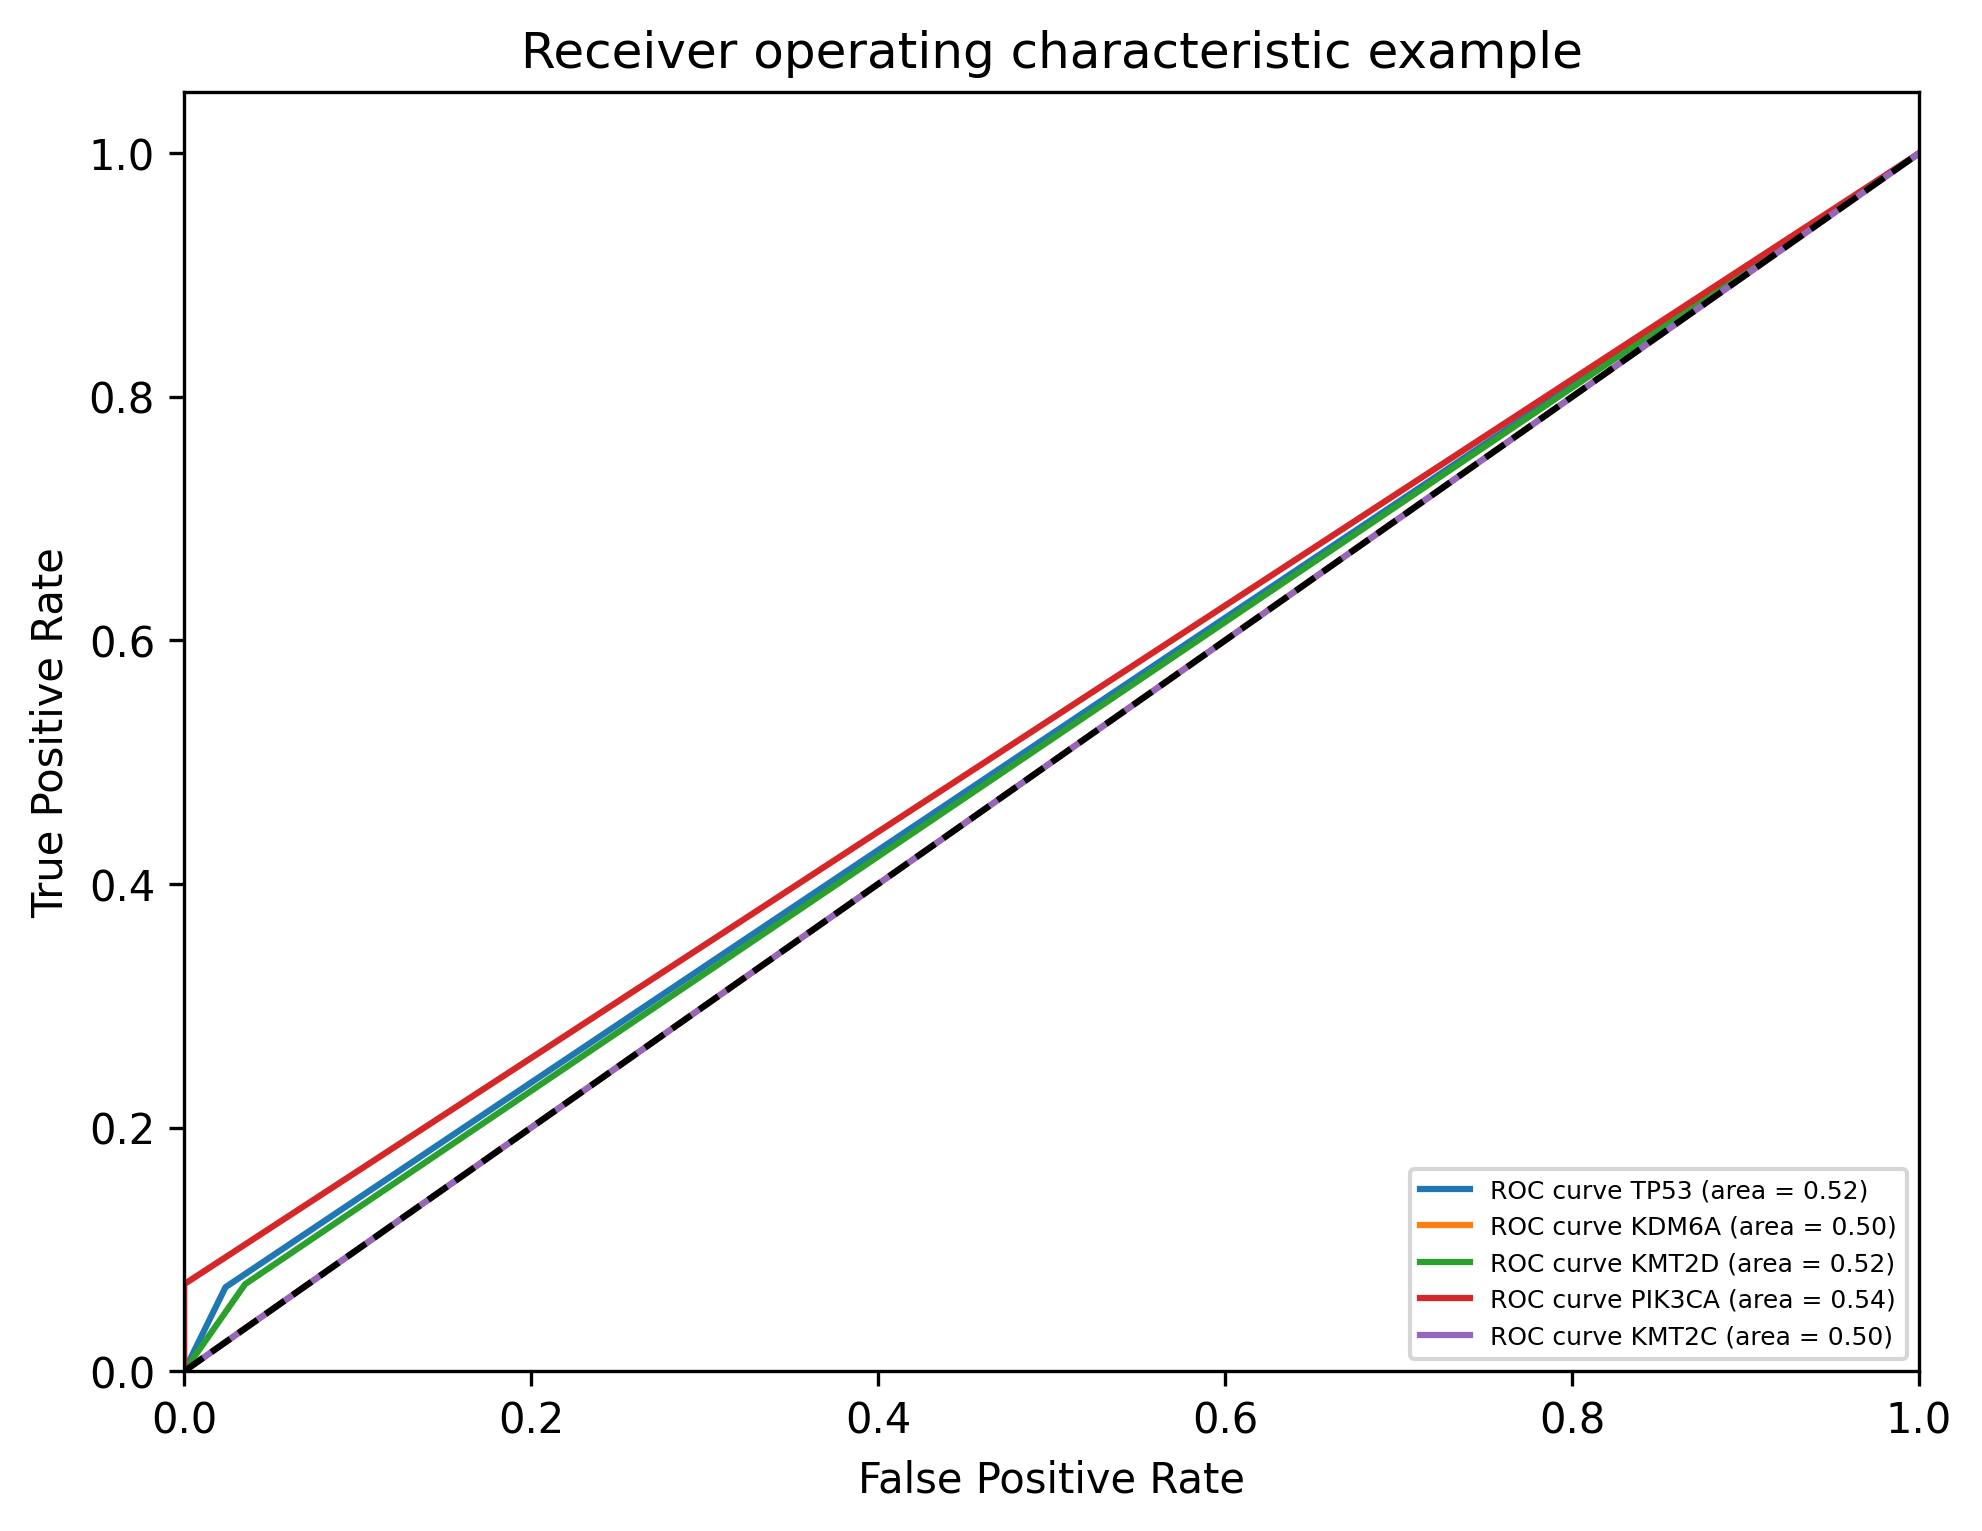 Receiver operating characteristic example
1.0
0.8
0.6
0.4
0.2
0.0
True Positive Rate
ROC curve TP53 (area = 0.52)
ROC curve KDM6A (area = 0.50)
ROC curve KMT2D (area = 0.52)
ROC curve PIK3CA (area = 0.54)
ROC curve KMT2C (area = 0.50)
0.0 0.2 0.4 0.6 0.8 1.0
False Positive Rate